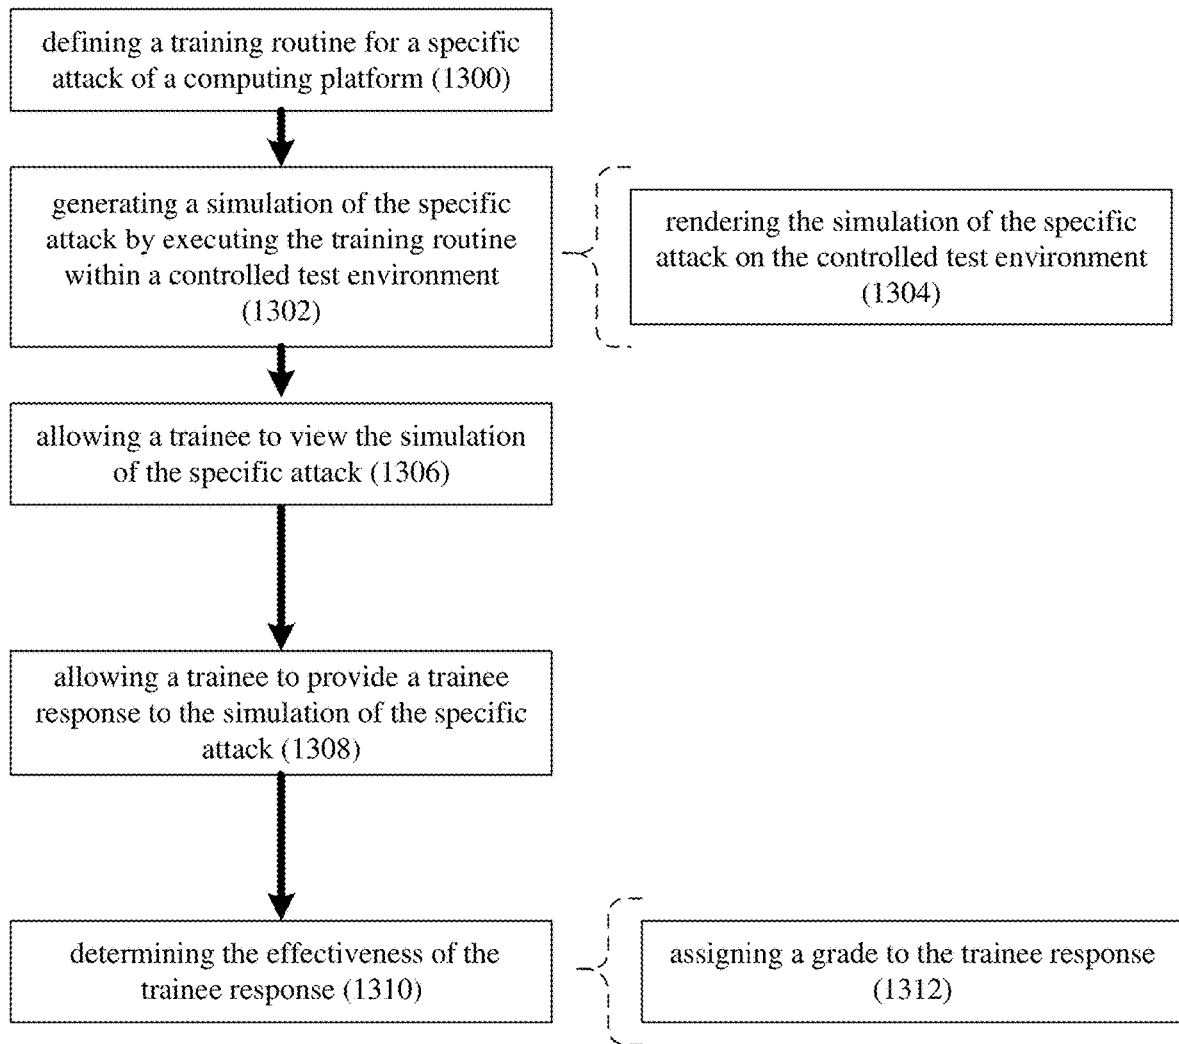 defining a training routine for a specific
attack of a computing platform (1300)
generating a simulation of the specific
attack by executing the training routine
within a controlled test environment
(1302)
rendering the simulation of the specific
attack on the controlled test environment
(1304)
allowing a trainee to view the simulation
of the specific attack (1306)
allowing a trainee to provide a trainee
response to the simulation of the specific
attack (1308)
determining the effectiveness of the
trainee response (1310)
assigning a grade to the trainee response
(1312)